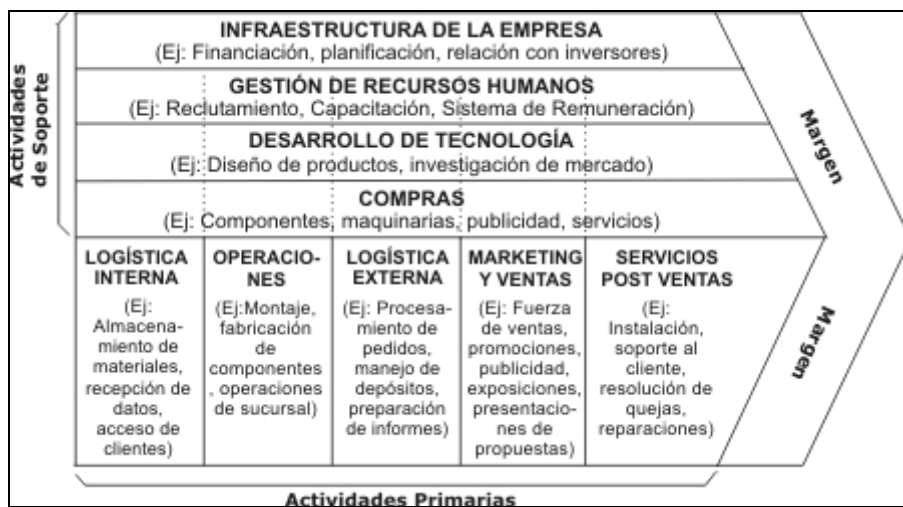 Actividades
de Soporte
INFRAESTRUCTURA DE LA EMPRESA
(Ej: Financiación, planificación, relación con inversores)
GESTIÓN DE RECURSOS HUMANOS
(Ej: Reclutamiento, Capacitación, Sistema de Remuneración)
DESARROLLO DE TECNOLOGÍA
(Ej: Diseño de productos, investigación de mercado)
COMPRAS
(Ej: Componentes, maquinarias, publicidad, servicios)
Margen
LOGÍSTICA
INTERNA
(Ej:
Almacena-
miento de
materiales,
recepción de
datos,
acceso de
clientes)
OPERACIO-
NES
(Ej:Montaje,
fabricación
de
componentes
, operaciones
de sucursal)
LOGÍSTICA
EXTERNA
(Ej: Procesa-
miento de
pedidos,
manejo de
depósitos,
preparación
de informes)
MARKETING
Y VENTAS
(Ej: Fuerza
de ventas,
promociones,
publicidad,
exposiciones,
presentacio-
nes de
propuestas)
SERVICIOS
POST VENTAS
(Ej:
Instalación,
soporte al
cliente,
resolución de
quejas,
reparaciones)
Margen
Actividades Primarias